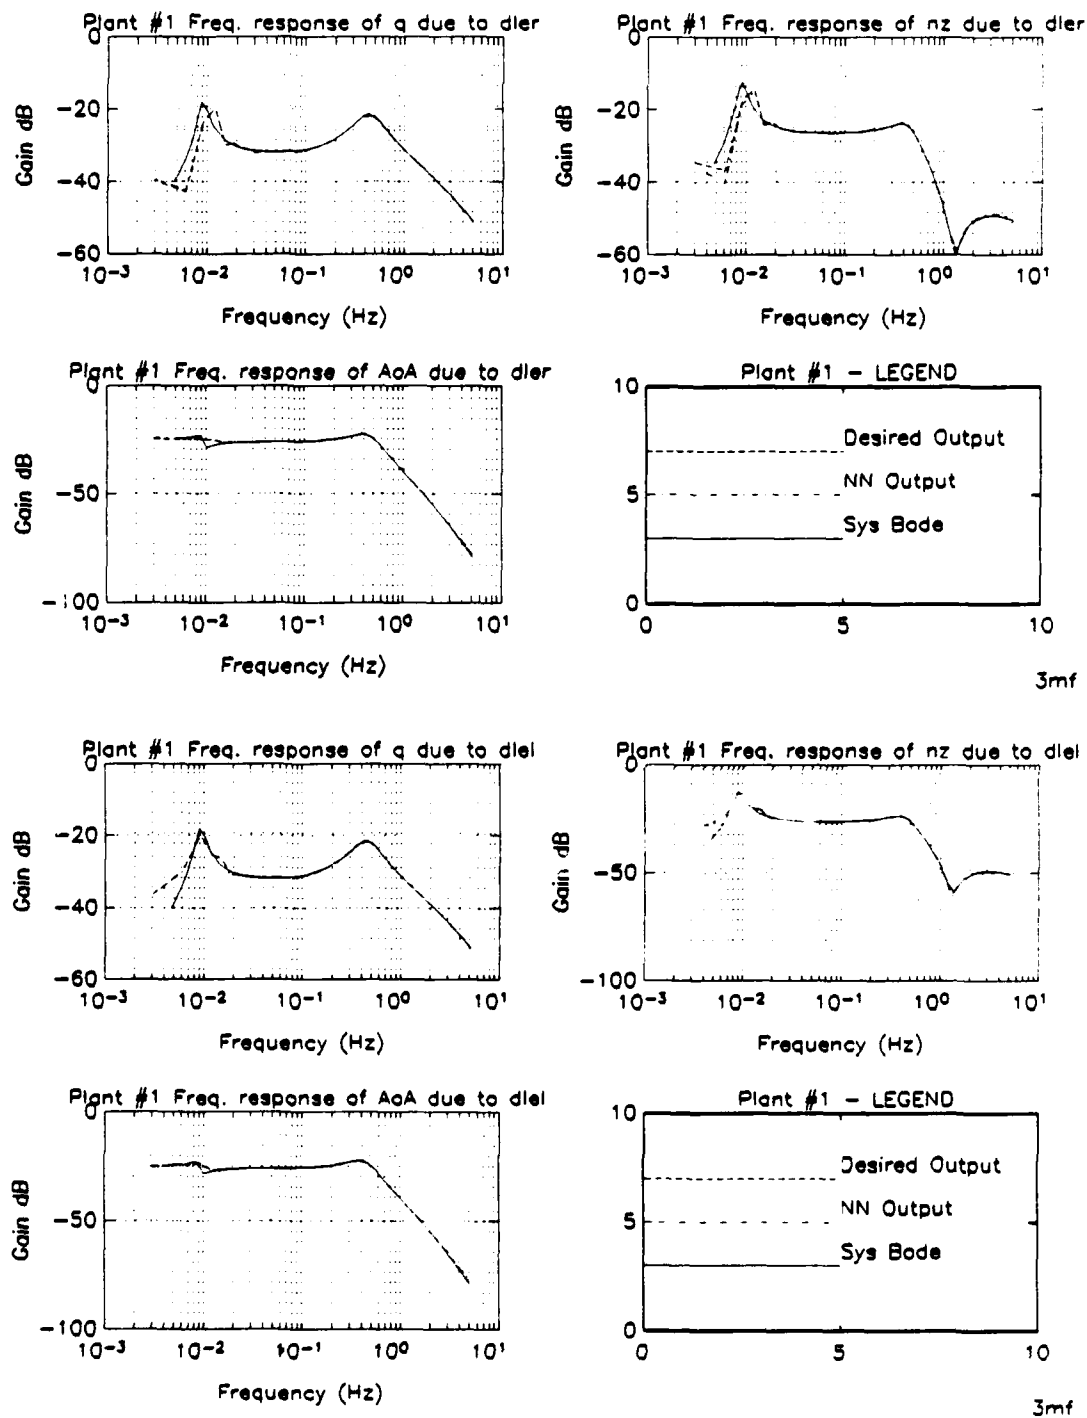 Plant #1 Freq. response of q due to dler
Gain dB
0
-20
-40
-60
10-3 10-2 10-1 100 101
Frequency (Hz)
Plant #1 Freq. response of nz due to dler
Gain dB
0
-20
-40
-60
10-3 10-2 10-1 100 101
Frequency (Hz)
Plant #1 Freq. response of AoA due to dler
Gain dB
0
-50
-100
10-3 10-2 10-1 100 101
Frequency (Hz)
Plant #1 - LEGEND
10
5
0
Desired Output
NN Output
Sys Bode
0 5 10
3mf
Plant #1 Freq. response of q due to dlel
Gain dB
0
-20
-40
-60
10-3 10-2 10-1 100 101
Frequency (Hz)
Plant #1 Freq. response of nz due to dlel
Gain dB
0
-50
-100
10-3 10-2 10-1 100 101
Frequency (Hz)
Plant #1 Freq. response of AoA due to dlel
Gain dB
0
-50
-100
10-3 10-2 10-1 100 101
Frequency (Hz)
Plant #1 - LEGEND
10
5
0
Desired Output
NN Output
Sys Bode
0 5 10
3mf